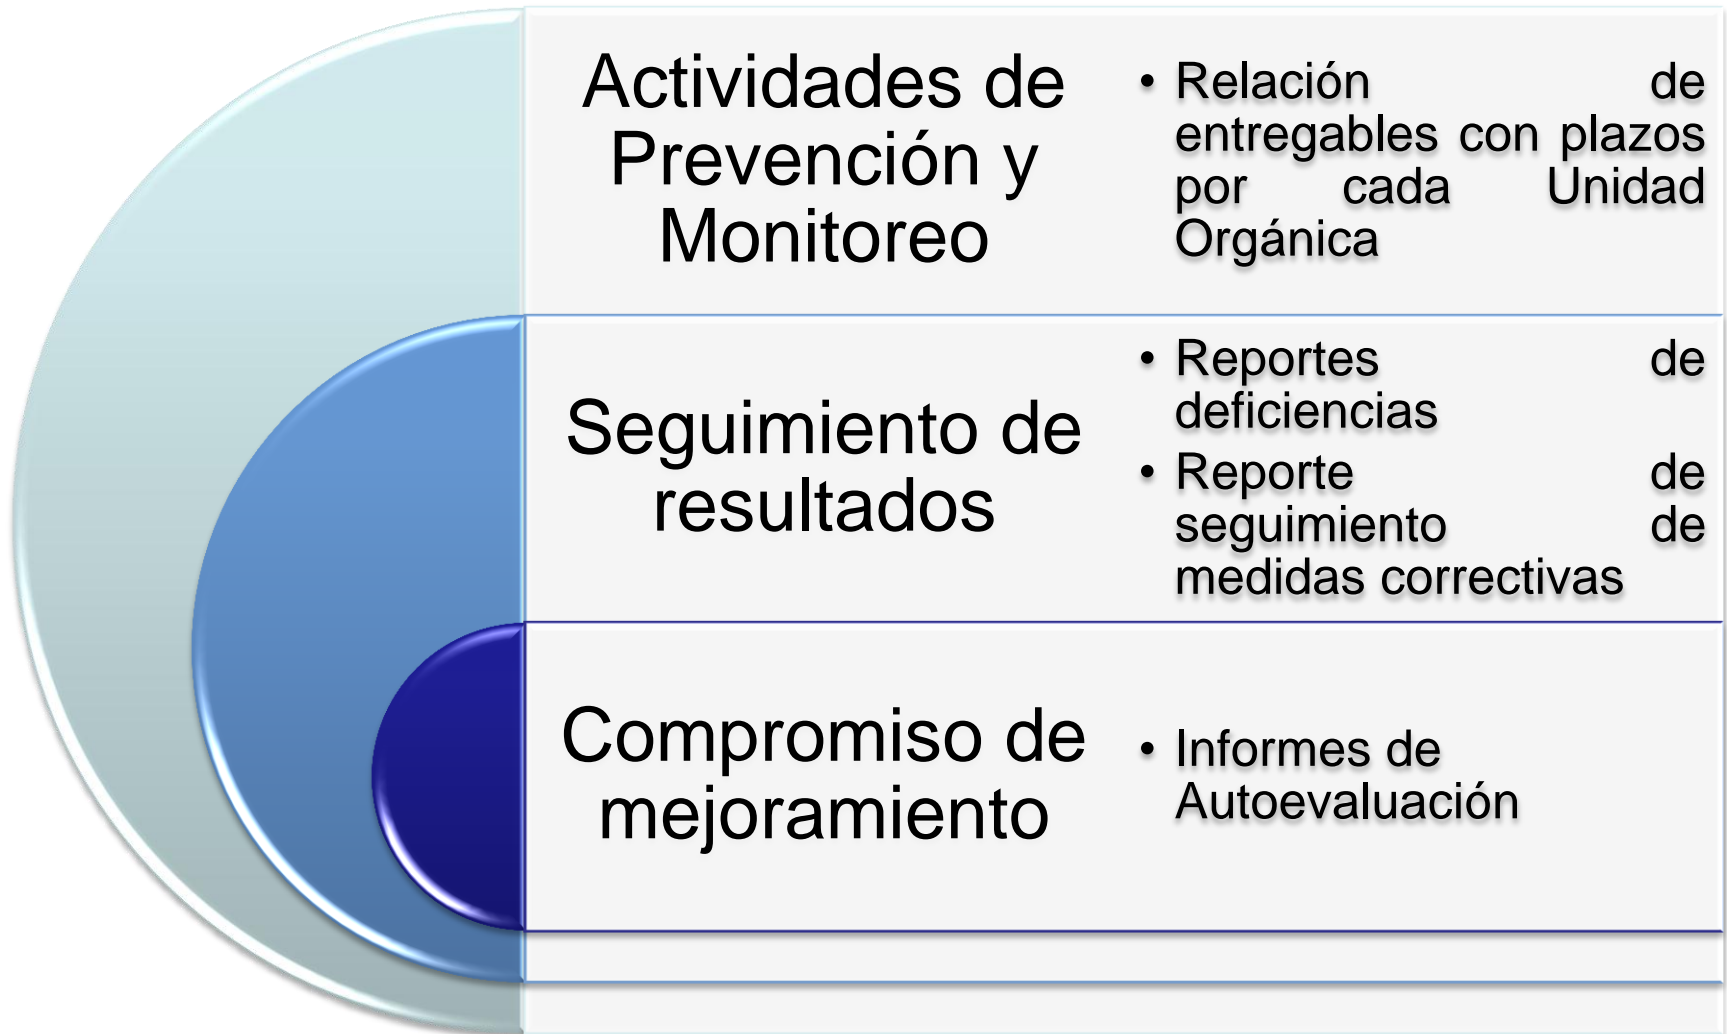 Actividades de
Prevención y
Monitoreo
• Relación de
entregables con plazos
por cada Unidad
Orgánica
Seguimiento de
resultados
• Reportes de
deficiencias
• Reporte de
seguimiento de
medidas correctivas
Compromiso de
mejoramiento
• Informes de
Autoevaluación